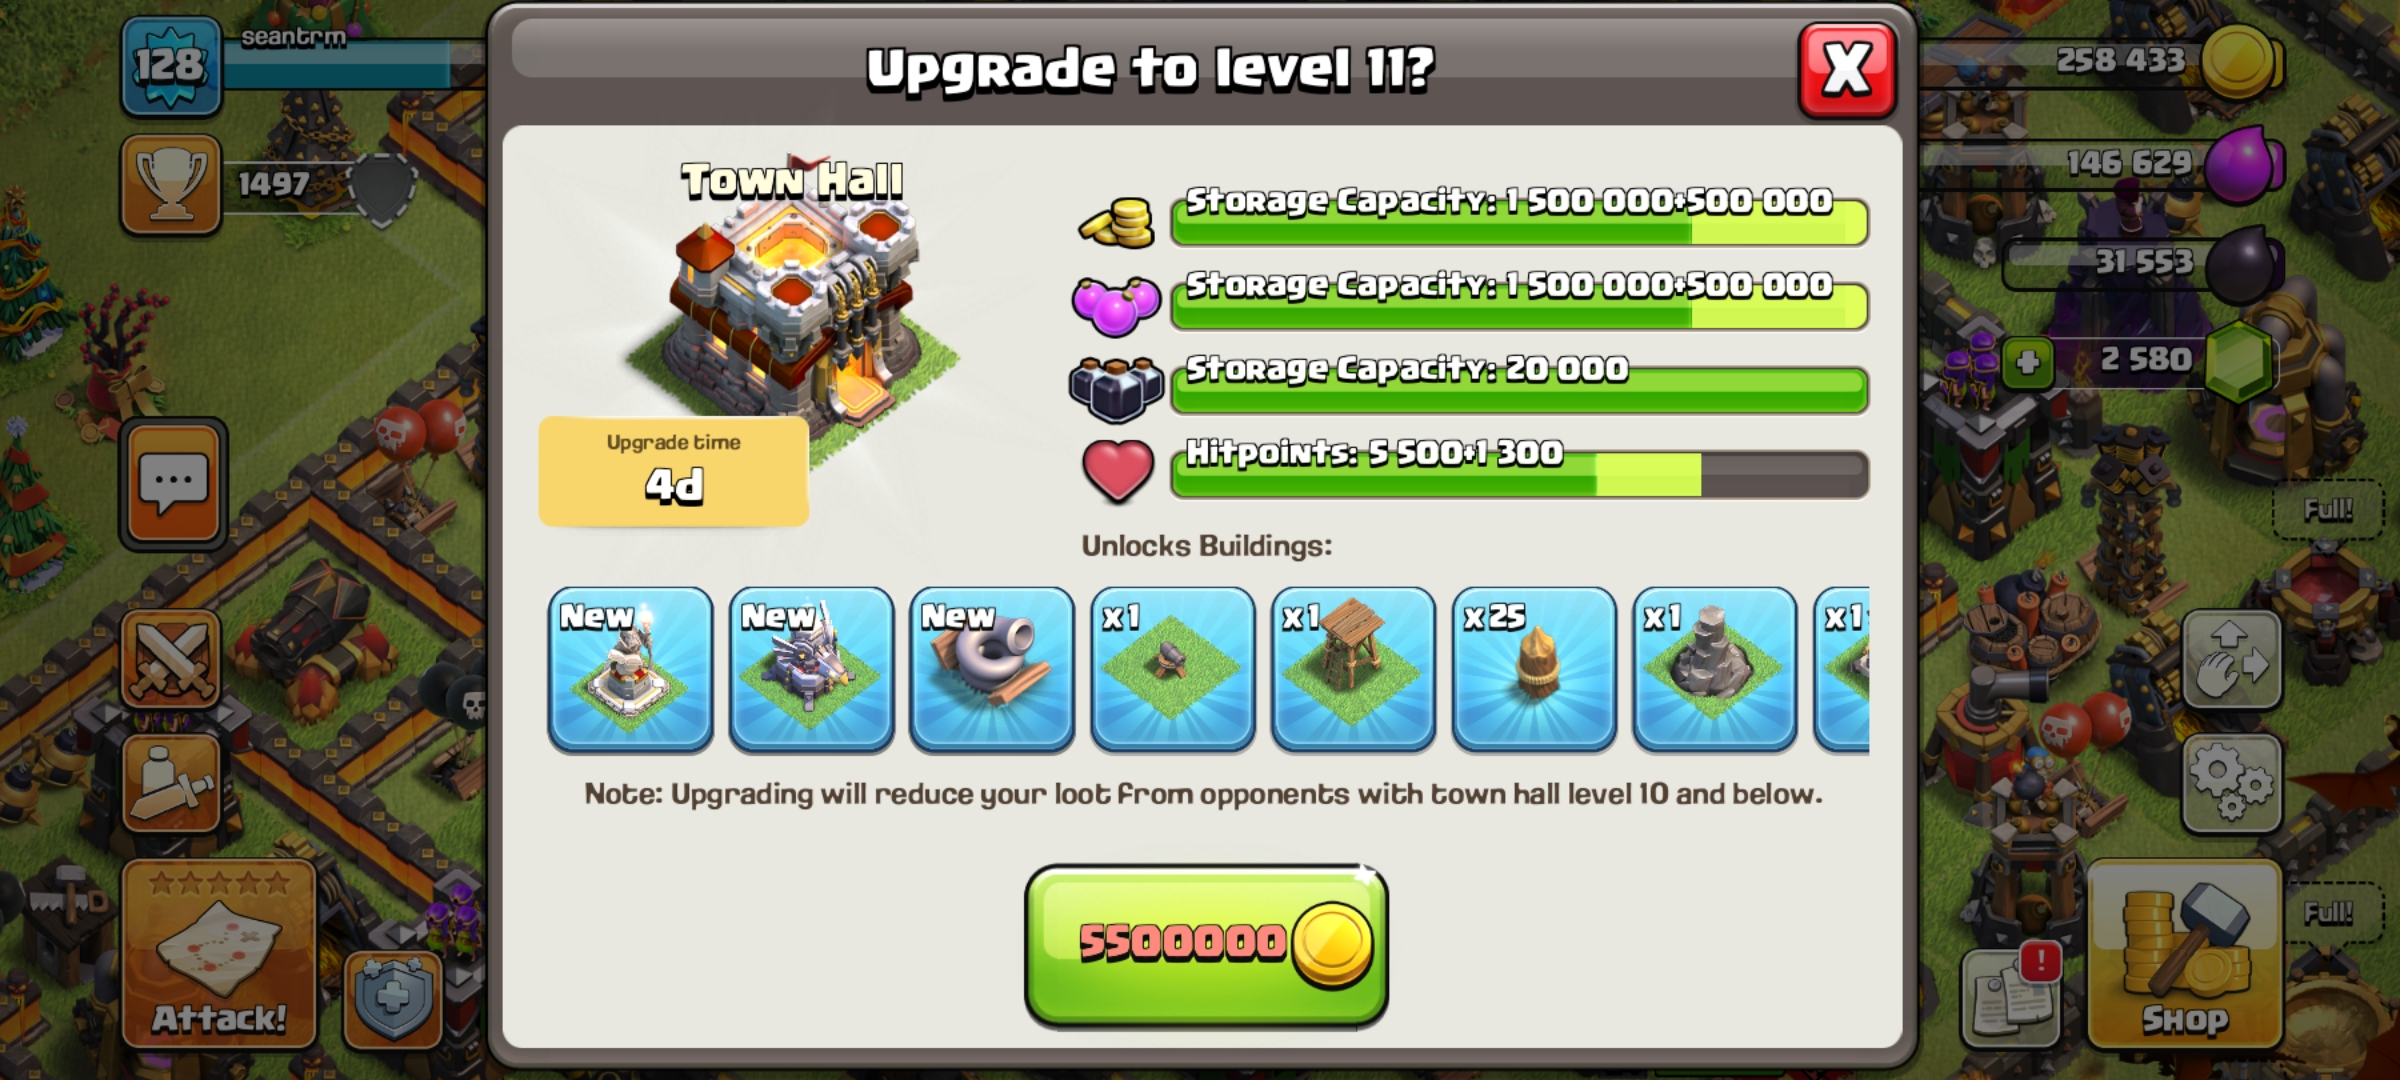 128
seantrm
1497
Attack!
Upgrade to level 11?
X
Town Hall
Upgrade time
4d
Storage Capacity: 1 500 000+500 000
Storage Capacity: 1 500 000+500 000
Storage Capacity: 20 000
Hitpoints: 5 500+1 300
Unlocks Buildings:
New
New
New
x1
x1
x25
x1
x1
Note: Upgrading will reduce your loot from opponents with town hall level 10 and below.
5500000
258 433
146 629
31 553
+
2 580
Full!
Full!
!
Shop